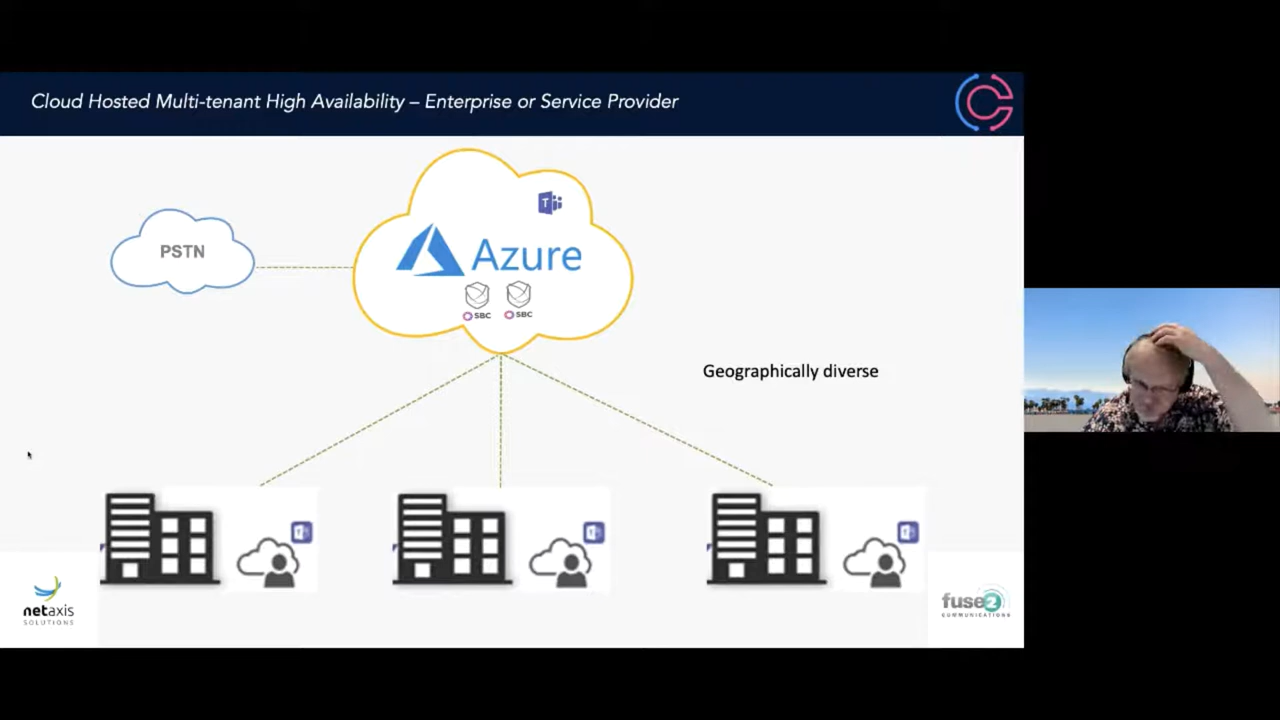 Cloud Hosted Multi-tenant High Availability – Enterprise or Service Provider
PSTN
T
Azure
SBC
SBC
Geographically diverse
netaxis
SOLUTIONS
fuse2
COMMUNICATIONS